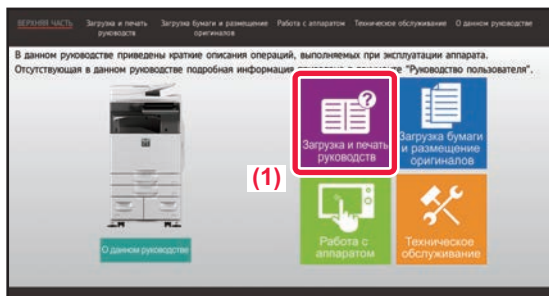 ВЕРХНЯЯ ЧАСТЬ Загрузка и печать руководств Загрузка бумаги и размещение оригиналов Работа с аппаратом Техническое обслуживание О данном руководстве
В данном руководстве приведены краткие описания операций, выполняемых при эксплуатации аппарата.
Отсутствующая в данном руководстве подробная информация приведена в документе "Руководство пользователя".
Загрузка и печать
руководств
Загрузка бумаги
и размещение
оригиналов
(1)
Работа с
аппаратом
Техническое
обслуживание
О данном руководстве